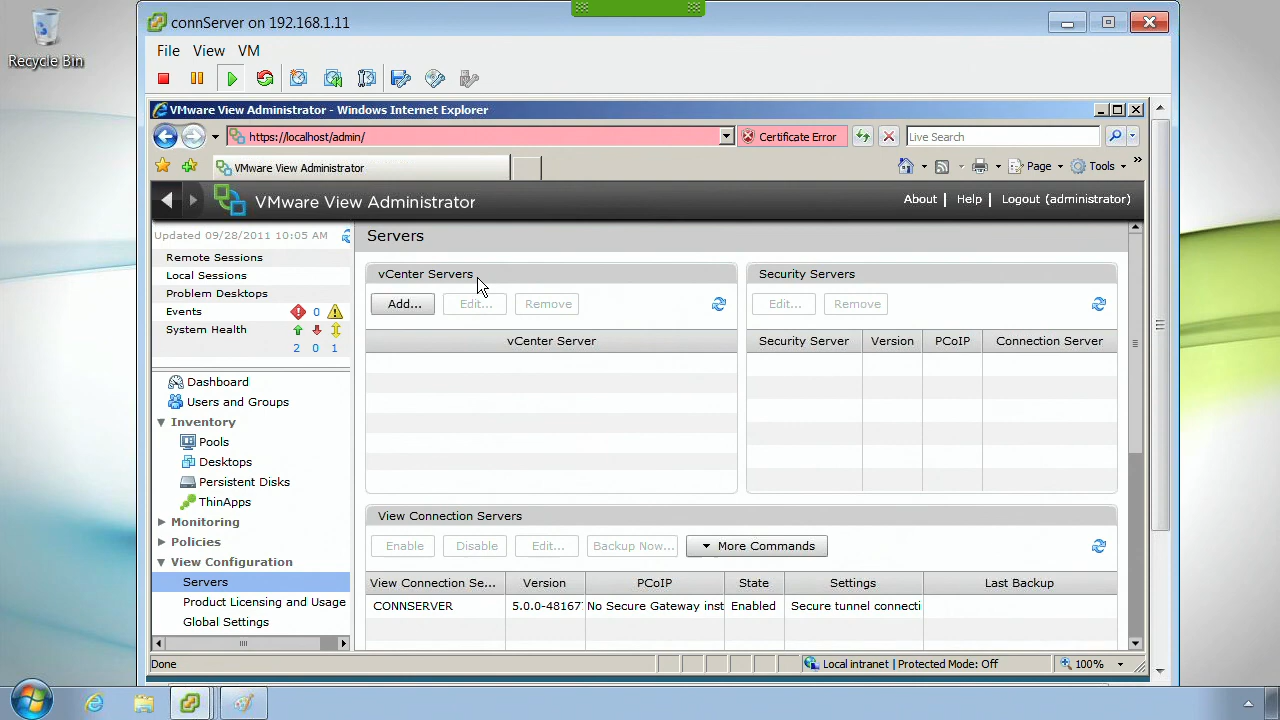 Recycle Bin
connServer on 192.168.1.11
File View VM
VMware View Administrator - Windows Internet Explorer
https://localhost/admin/
Certificate Error
Live Search
VMware View Administrator
Page
Tools
VMware View Administrator
About
Help
Logout (administrator)
Updated 09/28/2011 10:05 AM
Remote Sessions
Local Sessions
Problem Desktops
Events 0
System Health
2 0 1
Dashboard
Users and Groups
Inventory
Pools
Desktops
Persistent Disks
ThinApps
Monitoring
Policies
View Configuration
Servers
Product Licensing and Usage
Global Settings
Servers
vCenter Servers
Add... Edit... Remove
vCenter Server
Security Servers
Edit... Remove
Security Server Version PCoIP Connection Server
View Connection Servers
Enable Disable Edit... Backup Now... More Commands
View Connection Se... Version PCoIP State Settings Last Backup
CONNSERVER 5.0.0-48167 No Secure Gateway inst Enabled Secure tunnel connecti
Done
Local intranet | Protected Mode: Off
100%